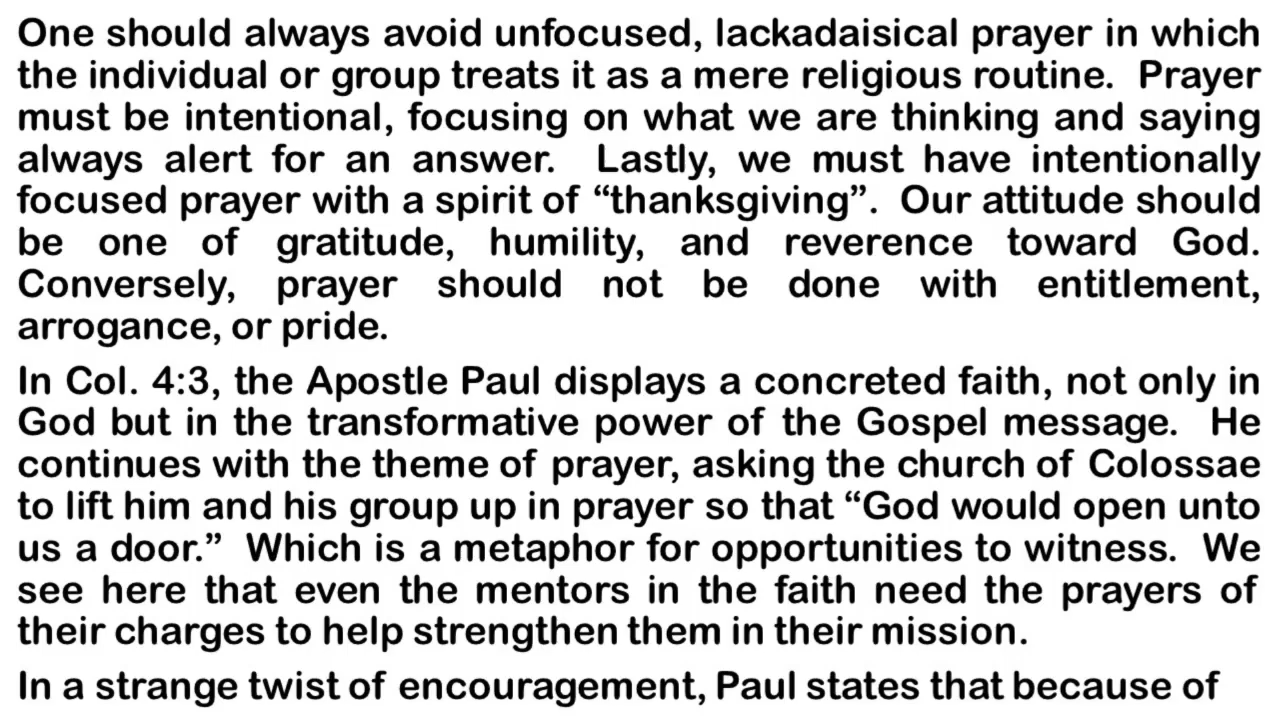 One should always avoid unfocused, lackadaisical prayer in which
the individual or group treats it as a mere religious routine.  Prayer
must be intentional, focusing on what we are thinking and saying
always alert for an answer.  Lastly, we must have intentionally
focused prayer with a spirit of “thanksgiving”.  Our attitude should
be one of gratitude, humility, and reverence toward God.
Conversely, prayer should not be done with entitlement,
arrogance, or pride.
In Col. 4:3, the Apostle Paul displays a concreted faith, not only in
God but in the transformative power of the Gospel message.  He
continues with the theme of prayer, asking the church of Colossae
to lift him and his group up in prayer so that “God would open unto
us a door.”  Which is a metaphor for opportunities to witness.  We
see here that even the mentors in the faith need the prayers of
their charges to help strengthen them in their mission.
In a strange twist of encouragement, Paul states that because of